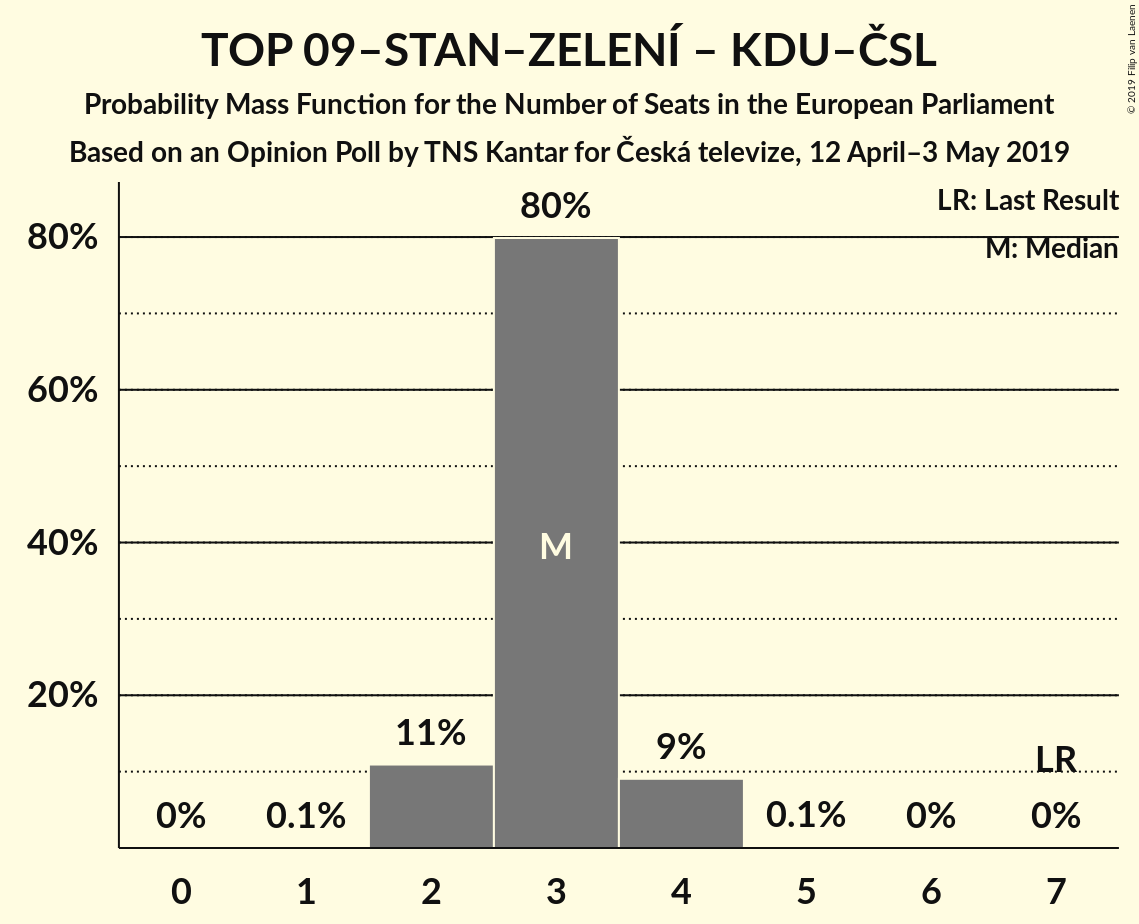 TOP 09–STAN–ZELENÍ – KDU–ČSL
Probability Mass Function for the Number of Seats in the European Parliament
Based on an Opinion Poll by TNS Kantar for Česká televize, 12 April–3 May 2019
© 2019 Filip van Laenen
LR: Last Result
M: Median
80%
60%
40%
20%
0%
0.1%
11%
80%
M
9%
0.1%
0%
LR
0%
0 1 2 3 4 5 6 7